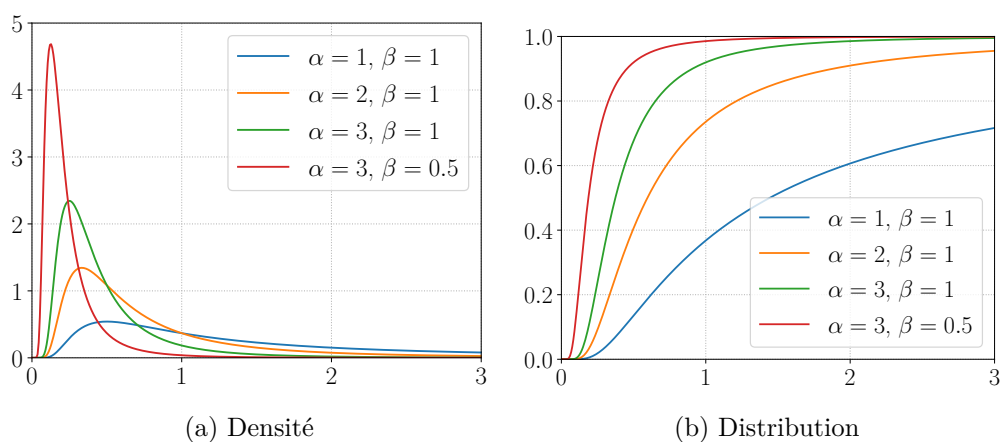 5
4
3
2
1
0
0 1 2 3
α = 1, β = 1
α = 2, β = 1
α = 3, β = 1
α = 3, β = 0.5
(a) Densité
1.0
0.8
0.6
0.4
0.2
0.0
0 1 2 3
α = 1, β = 1
α = 2, β = 1
α = 3, β = 1
α = 3, β = 0.5
(b) Distribution